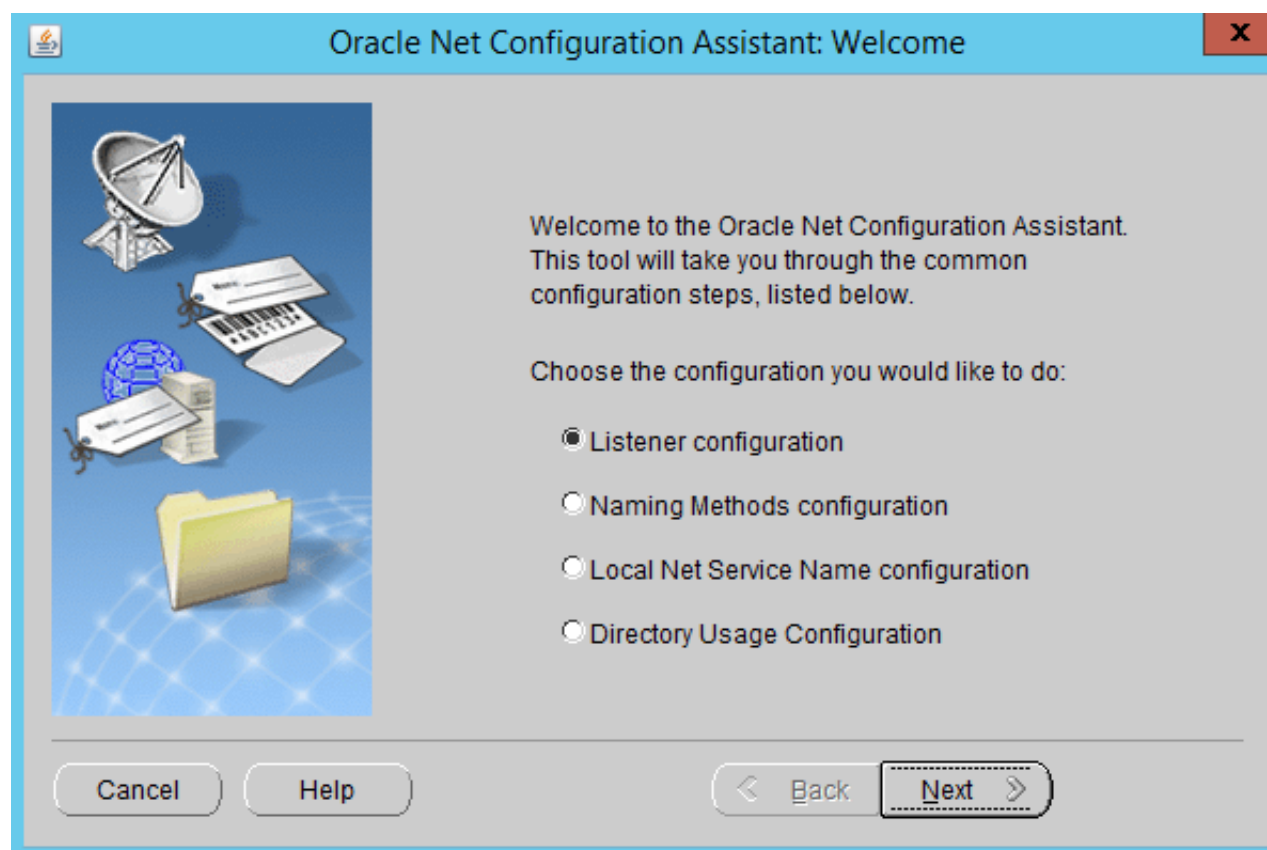 Oracle Net Configuration Assistant: Welcome
X
Welcome to the Oracle Net Configuration Assistant.
This tool will take you through the common
configuration steps, listed below.
Choose the configuration you would like to do:
Listener configuration
Naming Methods configuration
Local Net Service Name configuration
Directory Usage Configuration
Cancel
Help
Back
Next